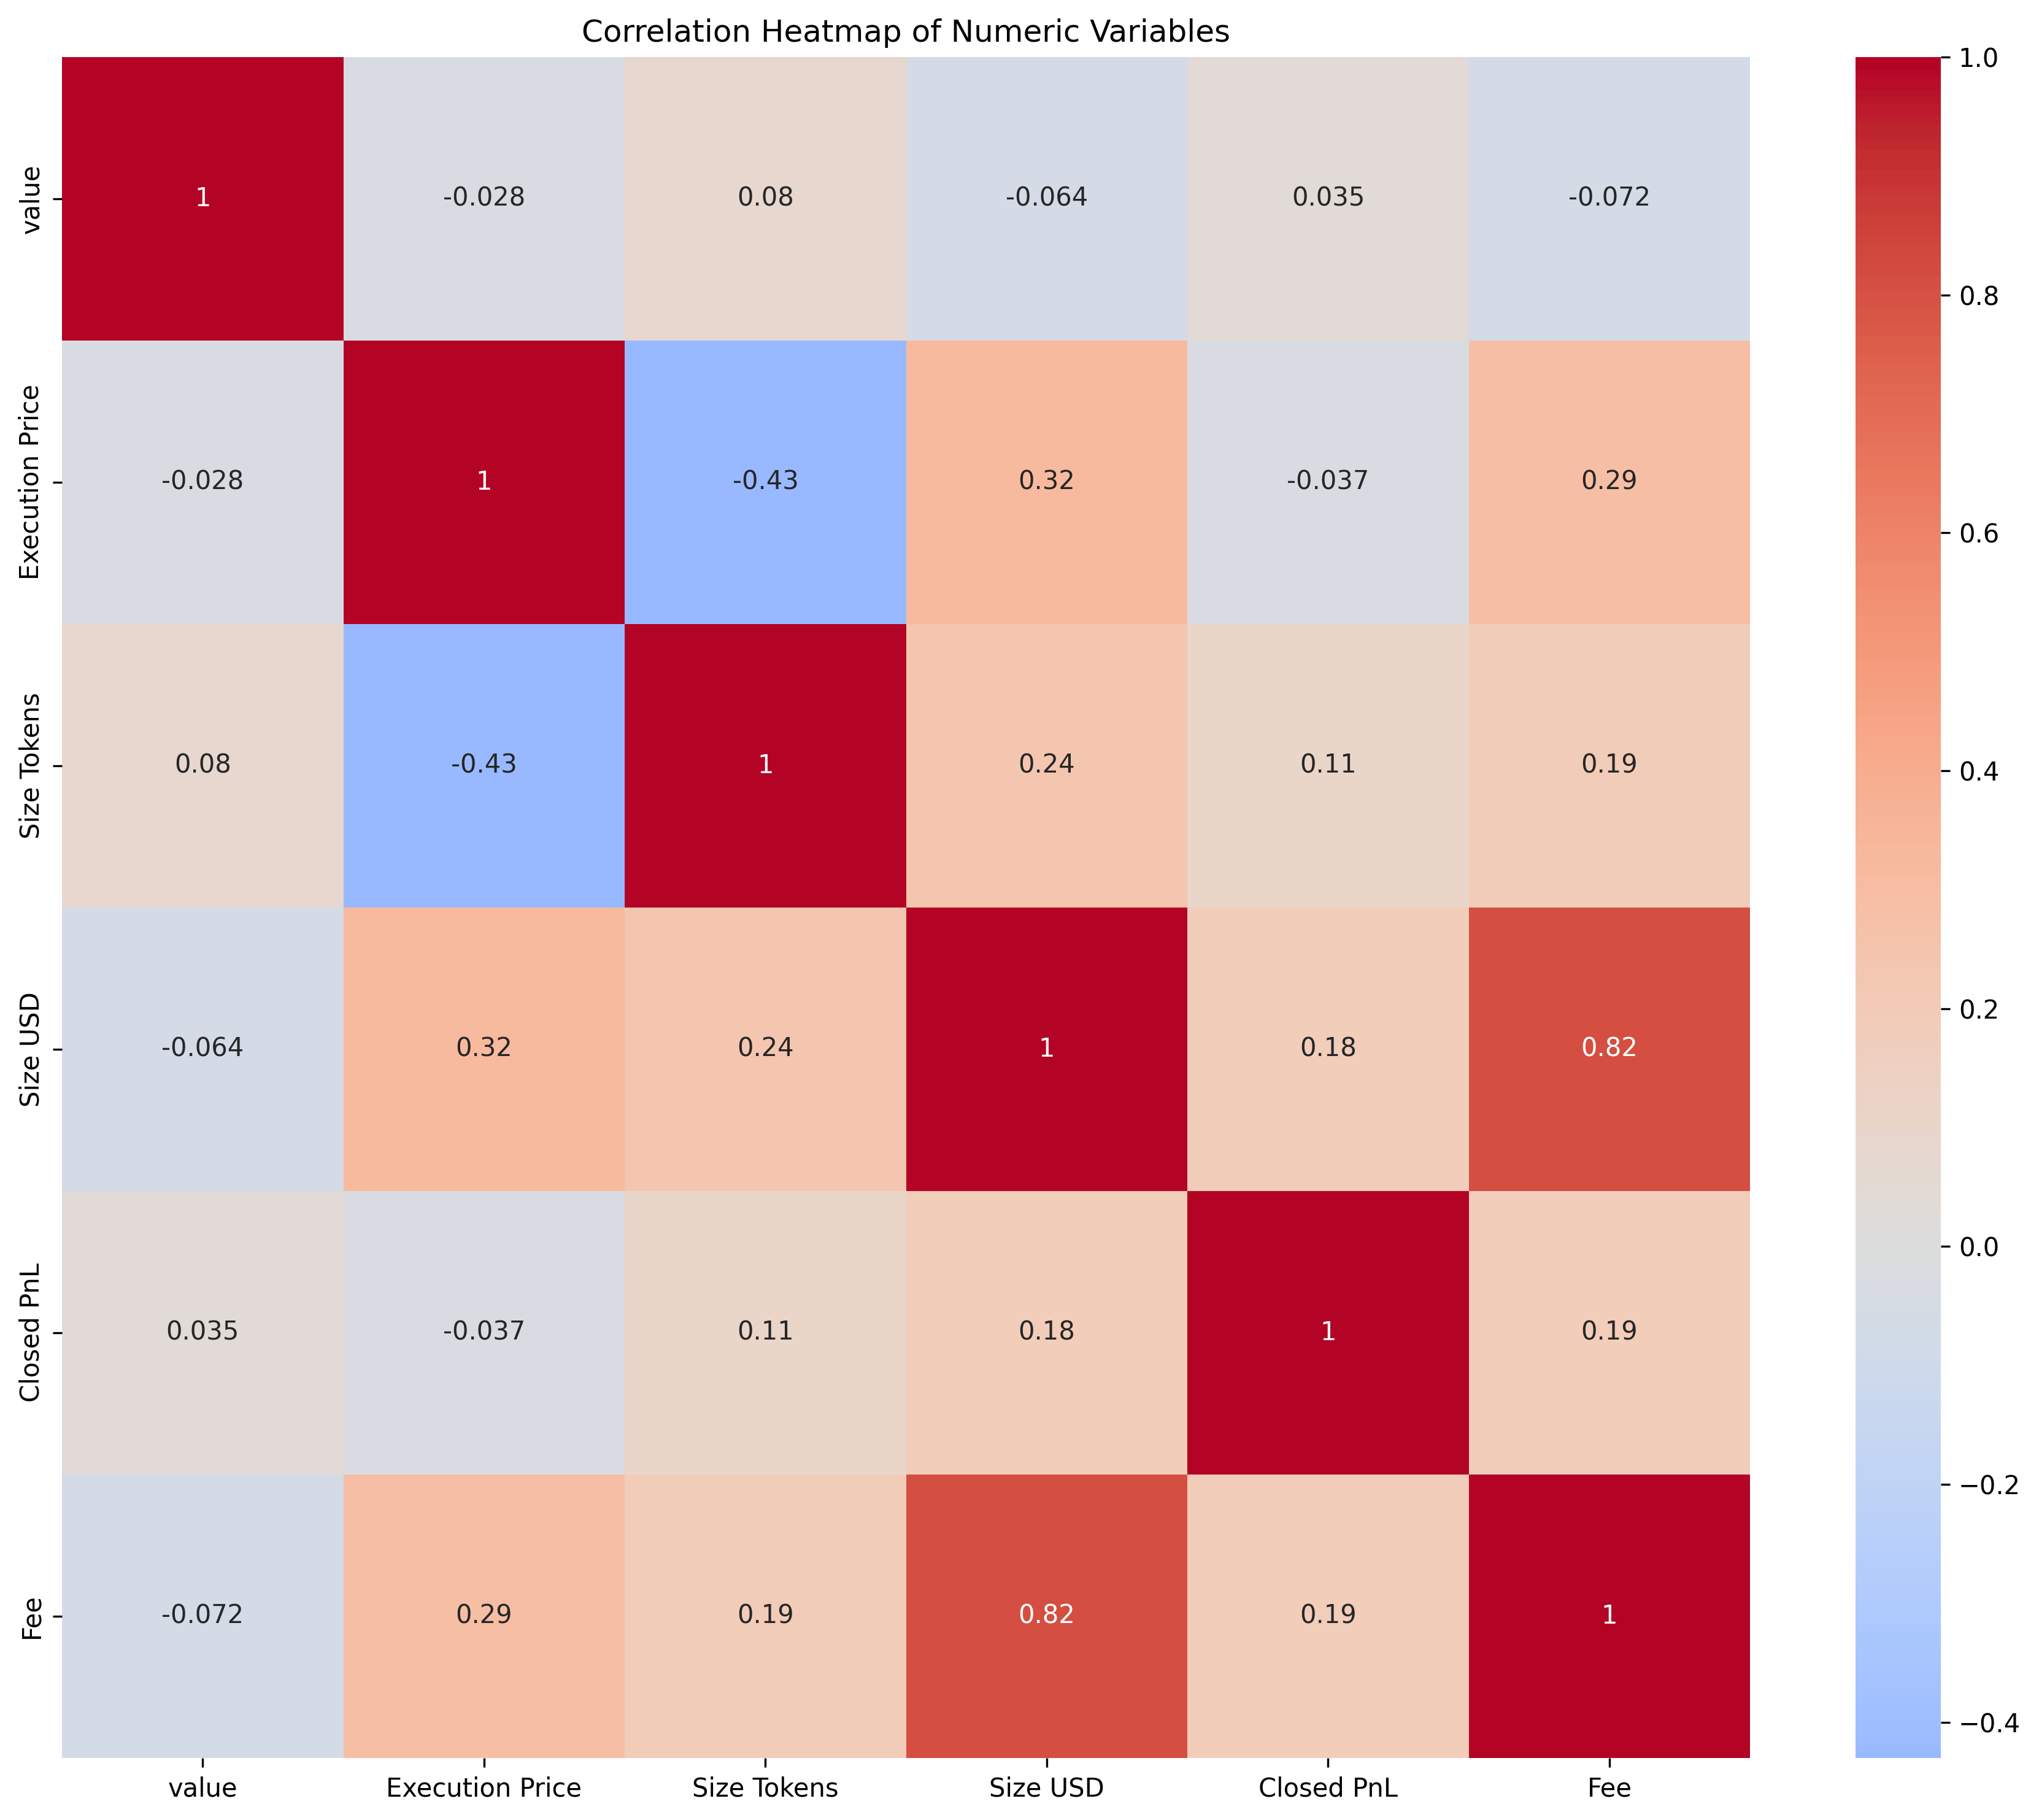 Correlation Heatmap of Numeric Variables
value 1 -0.028 0.08 -0.064 0.035 -0.072
Execution Price -0.028 1 -0.43 0.32 -0.037 0.29
Size Tokens 0.08 -0.43 1 0.24 0.11 0.19
Size USD -0.064 0.32 0.24 1 0.18 0.82
Closed PnL 0.035 -0.037 0.11 0.18 1 0.19
Fee -0.072 0.29 0.19 0.82 0.19 1
value Execution Price Size Tokens Size USD Closed PnL Fee
1.0
0.8
0.6
0.4
0.2
0.0
−0.2
−0.4